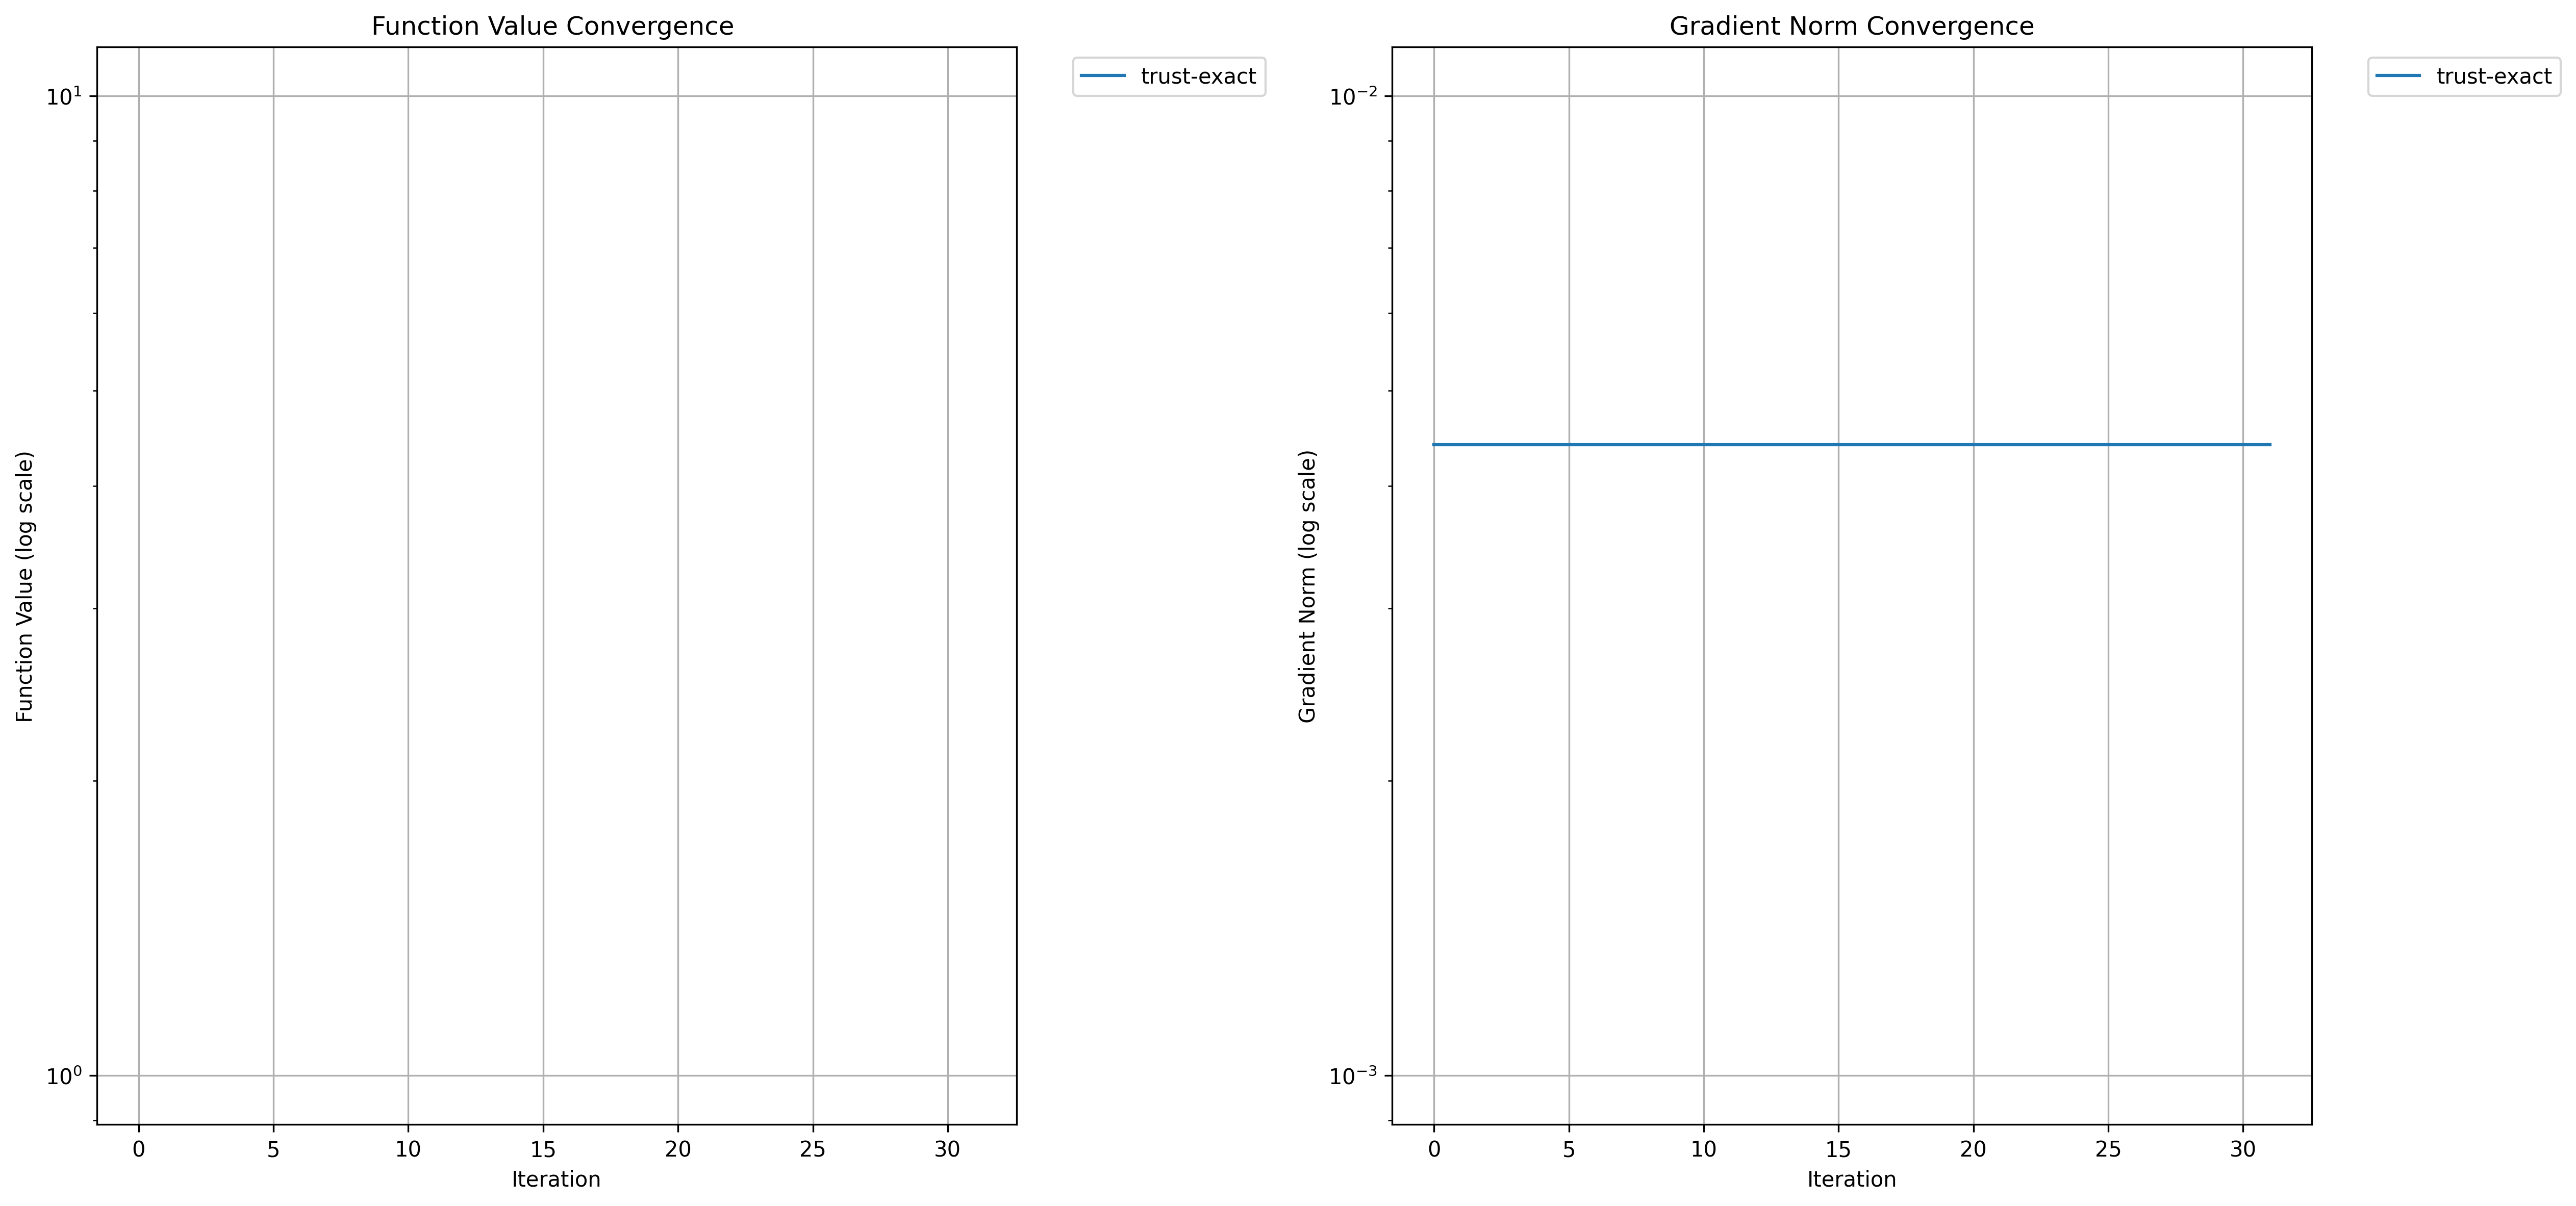 Function Value Convergence
trust-exact
10¹
10⁰
Function Value (log scale)
0 5 10 15 20 25 30
Iteration
Gradient Norm Convergence
trust-exact
10⁻²
10⁻³
Gradient Norm (log scale)
0 5 10 15 20 25 30
Iteration